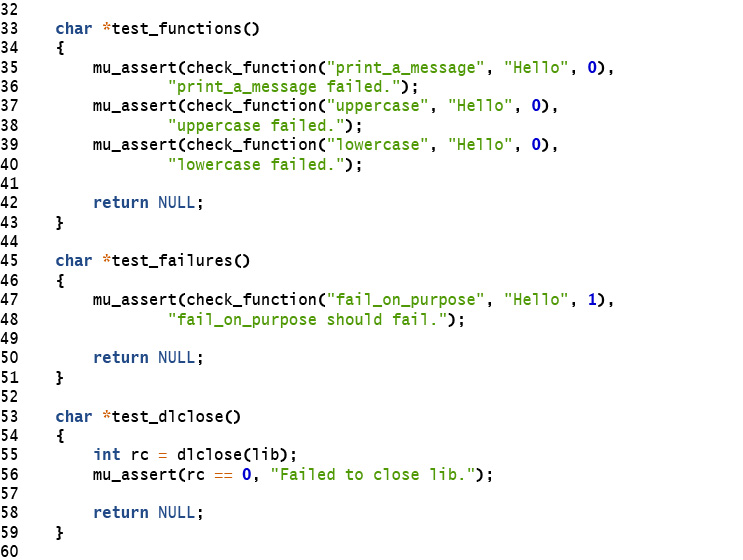 32
33    char *test_functions()
34    {
35        mu_assert(check_function("print_a_message", "Hello", 0),
36                "print_a_message failed.");
37        mu_assert(check_function("uppercase", "Hello", 0),
38                "uppercase failed.");
39        mu_assert(check_function("lowercase", "Hello", 0),
40                "lowercase failed.");
41
42        return NULL;
43    }
44
45    char *test_failures()
46    {
47        mu_assert(check_function("fail_on_purpose", "Hello", 1),
48                "fail_on_purpose should fail.");
49
50        return NULL;
51    }
52
53    char *test_dlclose()
54    {
55        int rc = dlclose(lib);
56        mu_assert(rc == 0, "Failed to close lib.");
57
58        return NULL;
59    }
60